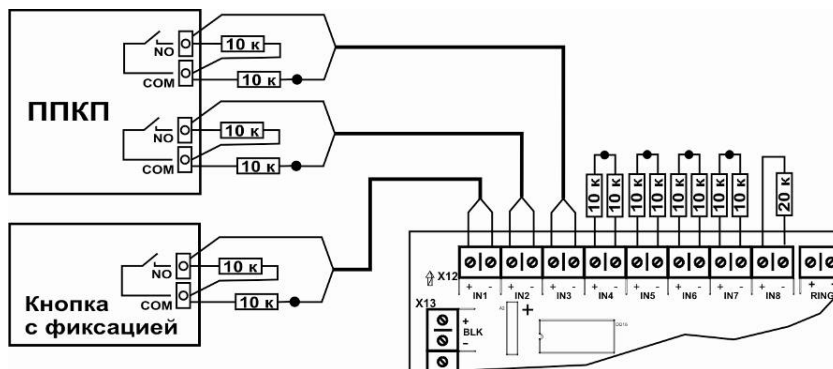 ППКП
NO
10 к
COM
10 к
NO
10 к
COM
10 к
Кнопка
с фиксацией
NO
10 к
COM
10 к
10 к
10 к
10 к
10 к
10 к
10 к
10 к
10 к
20 к
X12
+ - + - + - + - + - + - + - + - + -
IN1 IN2 IN3 IN4 IN5 IN6 IN7 IN8 RING
X13
+
BLK
-
+